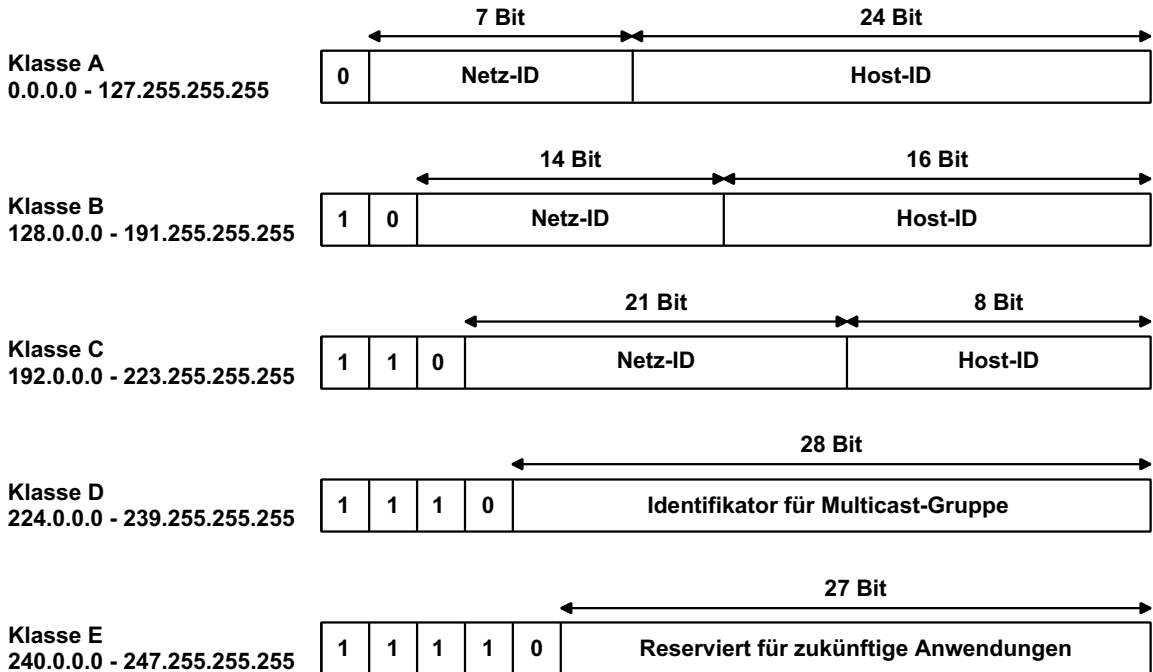 7 Bit 24 Bit
Klasse A
0.0.0.0 - 127.255.255.255
0 Netz-ID Host-ID
14 Bit 16 Bit
Klasse B
128.0.0.0 - 191.255.255.255
1 0 Netz-ID Host-ID
21 Bit 8 Bit
Klasse C
192.0.0.0 - 223.255.255.255
1 1 0 Netz-ID Host-ID
28 Bit
Klasse D
224.0.0.0 - 239.255.255.255
1 1 1 0 Identifikator für Multicast-Gruppe
27 Bit
Klasse E
240.0.0.0 - 247.255.255.255
1 1 1 1 0 Reserviert für zukünftige Anwendungen